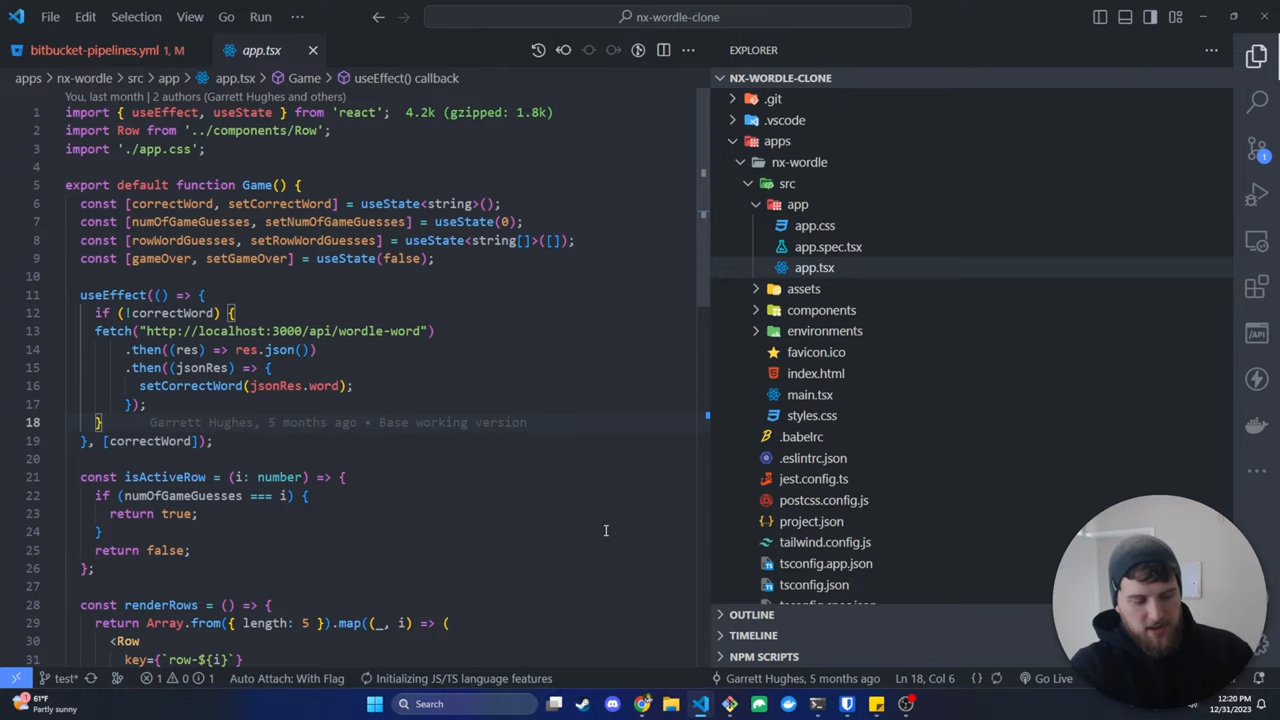 File Edit Selection View Go Run ···
nx-wordle-clone
bitbucket-pipelines.yml 1, M
app.tsx
EXPLORER
apps > nx-wordle > src > app > app.tsx > Game > useEffect() callback
You, last month | 2 authors (Garrett Hughes and others)
1 import { useEffect, useState } from 'react'; 4.2k (gzipped: 1.8k)
2 import Row from '../components/Row';
3 import './app.css';
4
5 export default function Game() {
6 const [correctWord, setCorrectWord] = useState<string>();
7 const [numOfGameGuesses, setNumOfGameGuesses] = useState(0);
8 const [rowWordGuesses, setRowWordGuesses] = useState<string[]>([]);
9 const [gameOver, setGameOver] = useState(false);
10
11 useEffect(() => {
12 if (!correctWord) {
13 fetch("http://localhost:3000/api/wordle-word")
14 .then((res) => res.json())
15 .then((jsonRes) => {
16 setCorrectWord(jsonRes.word);
17 });
18 } Garrett Hughes, 5 months ago • Base working version
19 }, [correctWord]);
20
21 const isActiveRow = (i: number) => {
22 if (numOfGameGuesses === i) {
23 return true;
24 }
25 return false;
26 };
27
28 const renderRows = () => {
29 return Array.from({ length: 5 }).map((_, i) => (
30 <Row
31 key={`row-${i}`}
NX-WORDLE-CLONE
.git
.vscode
apps
nx-wordle
src
app
app.css
app.spec.tsx
app.tsx
assets
components
environments
favicon.ico
index.html
main.tsx
styles.css
.babelrc
.eslintrc.json
jest.config.ts
postcss.config.js
project.json
tailwind.config.js
tsconfig.app.json
tsconfig.json
OUTLINE
TIMELINE
NPM SCRIPTS
1
/API
test* 1 0 1 Auto Attach: With Flag Initializing JS/TS language features
Garrett Hughes, 5 months ago Ln 18, Col 6 {} Go Live
61°F
Partly sunny
Search
12:20 PM
12/31/2023